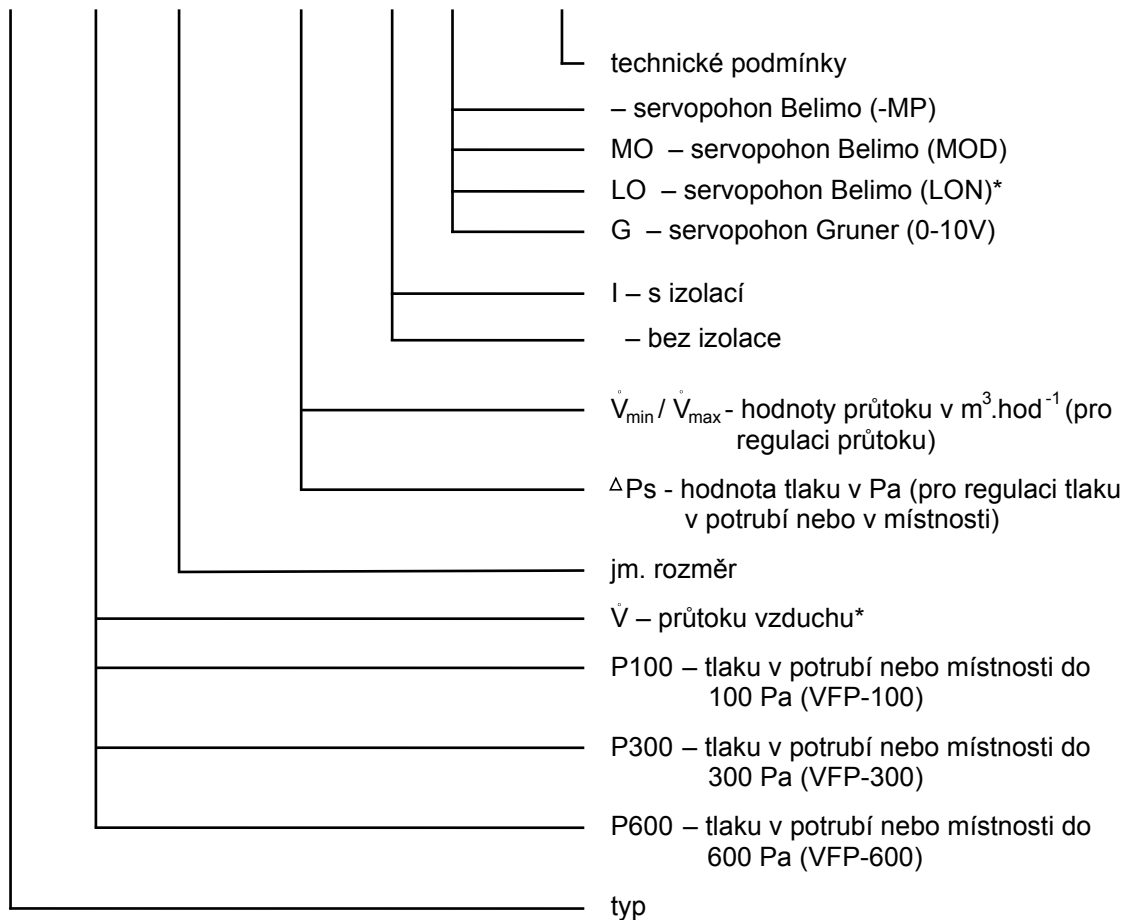 technické podmínky
– servopohon Belimo (-MP)
MO – servopohon Belimo (MOD)
LO – servopohon Belimo (LON)*
G – servopohon Gruner (0-10V)
I – s izolací
– bez izolace
V̊min / V̊max - hodnoty průtoku v m³.hod⁻¹ (pro
regulaci průtoku)
ΔPs - hodnota tlaku v Pa (pro regulaci tlaku
v potrubí nebo v místnosti)
jm. rozměr
V̊ – průtoku vzduchu*
P100 – tlaku v potrubí nebo místnosti do
100 Pa (VFP-100)
P300 – tlaku v potrubí nebo místnosti do
300 Pa (VFP-300)
P600 – tlaku v potrubí nebo místnosti do
600 Pa (VFP-600)
typ